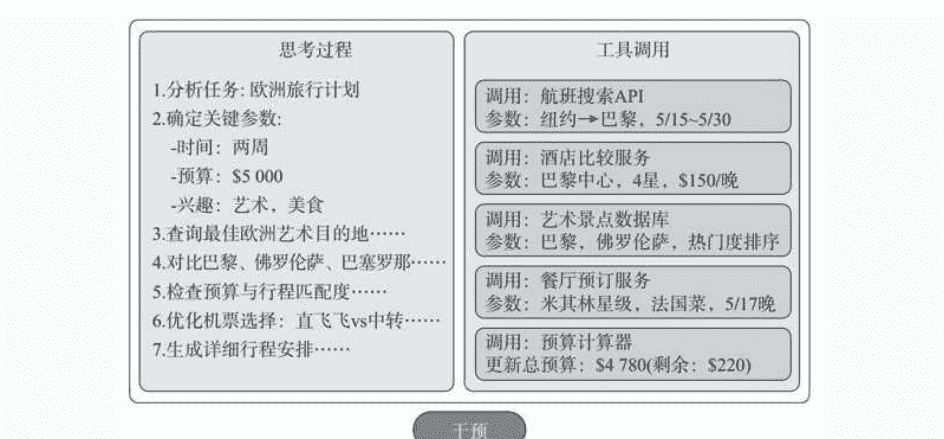 思考过程
1.分析任务: 欧洲旅行计划
2.确定关键参数:
-时间: 两周
-预算: $5 000
-兴趣: 艺术, 美食
3.查询最佳欧洲艺术目的地……
4.对比巴黎、佛罗伦萨、巴塞罗那……
5.检查预算与行程匹配度……
6.优化机票选择: 直飞飞vs中转……
7.生成详细行程安排……
工具调用
调用: 航班搜索API
参数: 纽约→巴黎, 5/15~5/30
调用: 酒店比较服务
参数: 巴黎中心, 4星, $150/晚
调用: 艺术景点数据库
参数: 巴黎, 佛罗伦萨, 热门度排序
调用: 餐厅预订服务
参数: 米其林星级, 法国菜, 5/17晚
调用: 预算计算器
更新总预算: $4 780(剩余: $220)
干预